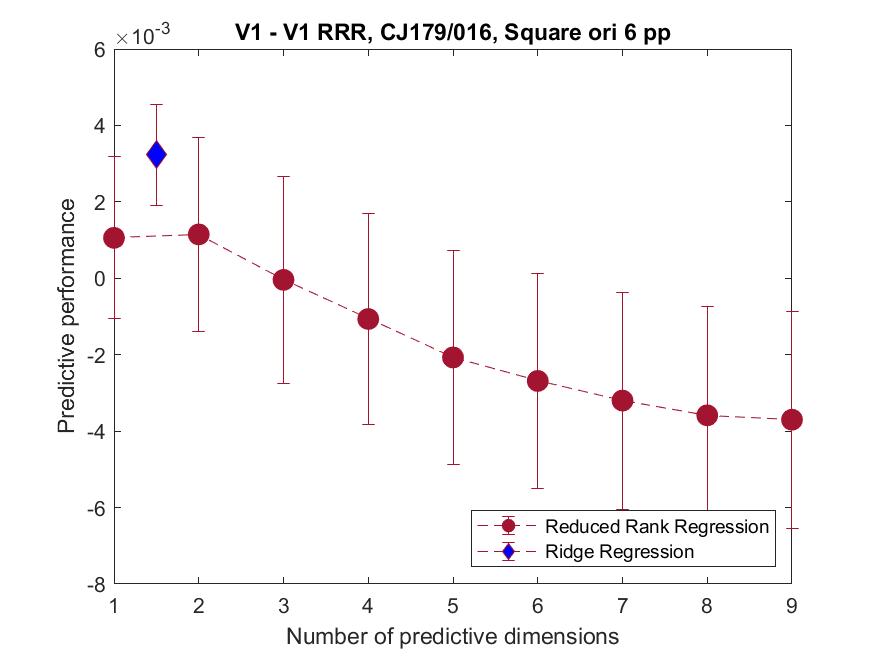 V1 - V1 RRR, CJ179/016, Square ori 6 pp
×10-3
6
4
2
0
-2
-4
-6
-8
Predictive performance
1 2 3 4 5 6 7 8 9
Number of predictive dimensions
Reduced Rank Regression
Ridge Regression